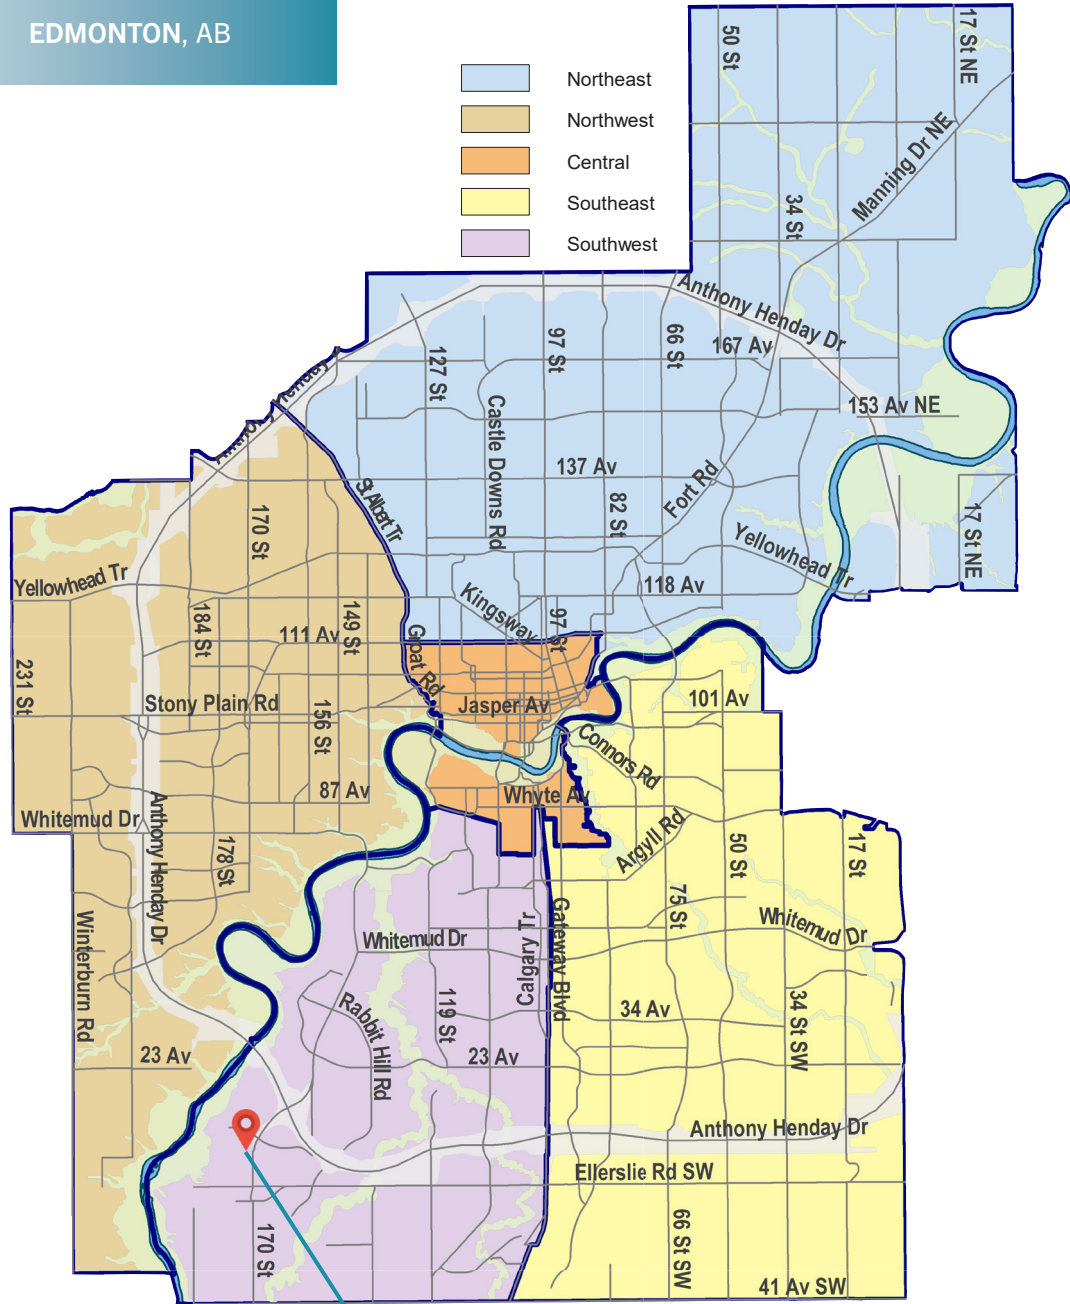 EDMONTON, AB
Northeast
Northwest
Central
Southeast
Southwest
50 St
17 St NE
Manning Dr NE
34 St
Anthony Henday Dr
97 St
66 St
167 Av
127 St
Anthony Henday
Castle Downs Rd
153 Av NE
137 Av
Fort Rd
82 St
St Albert Tr
170 St
Yellowhead Tr
17 St NE
Yellowhead Tr
118 Av
Kingsway
97 St
184 St
149 St
111 Av
Groat Rd
231 St
Stony Plain Rd
156 St
Jasper Av
101 Av
Connors Rd
87 Av
Whyte Av
Whitemud Dr
Anthony Henday Dr
178 St
Argyll Rd
50 St
17 St
75 St
Winterburn Rd
Whitemud Dr
Calgary Tr
Gateway Blvd
Whitemud Dr
Rabbit Hill Rd
119 St
34 Av
34 St SW
23 Av
23 Av
Anthony Henday Dr
Ellerslie Rd SW
170 St
66 St SW
41 Av SW